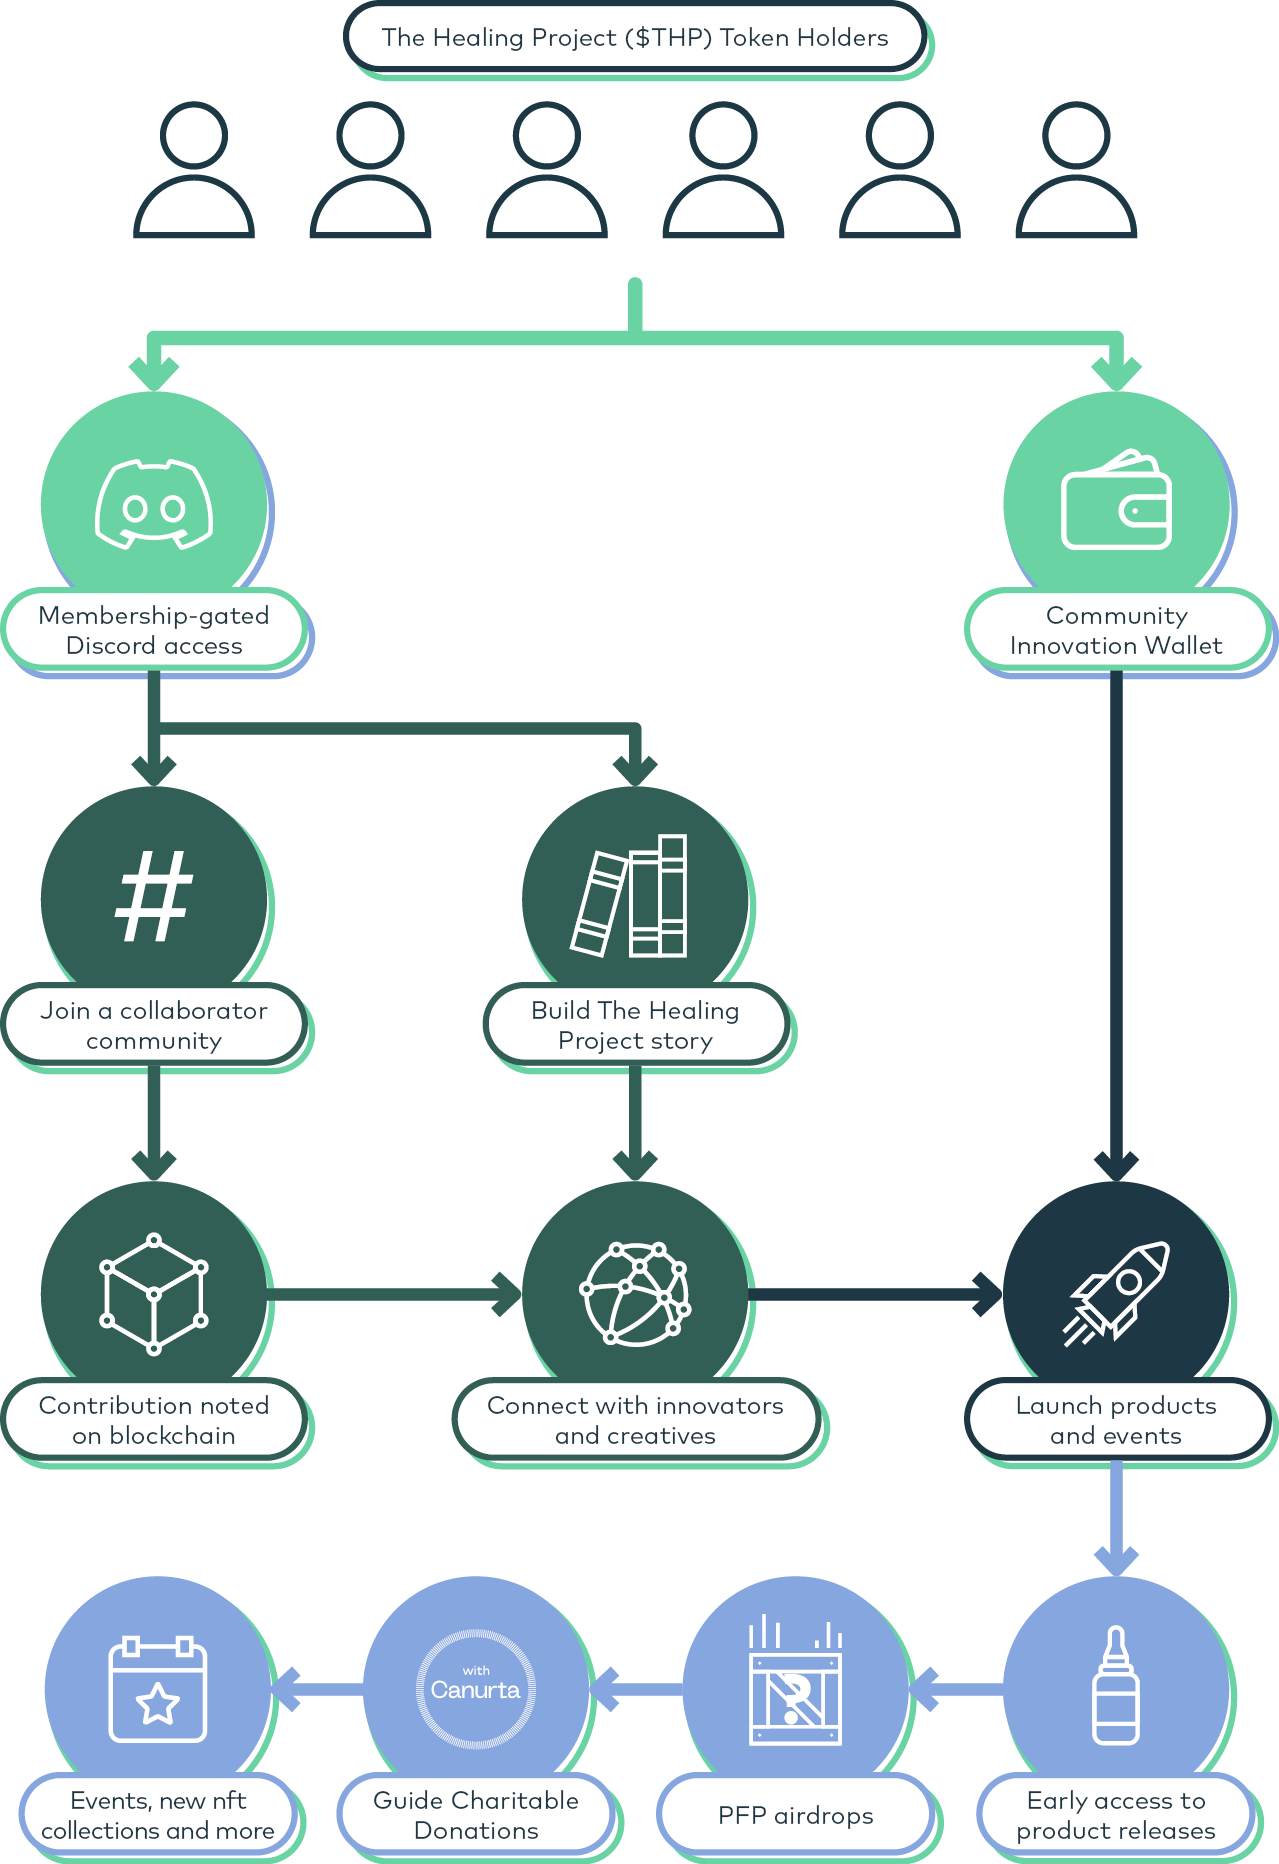 The Healing Project ($THP) Token Holders
Membership-gated
Discord access
Community
Innovation Wallet
#
Join a collaborator
community
Build The Healing
Project story
Contribution noted
on blockchain
Connect with innovators
and creatives
Launch products
and events
with
Canurta
?
Events, new nft
collections and more
Guide Charitable
Donations
PFP airdrops
Early access to
product releases